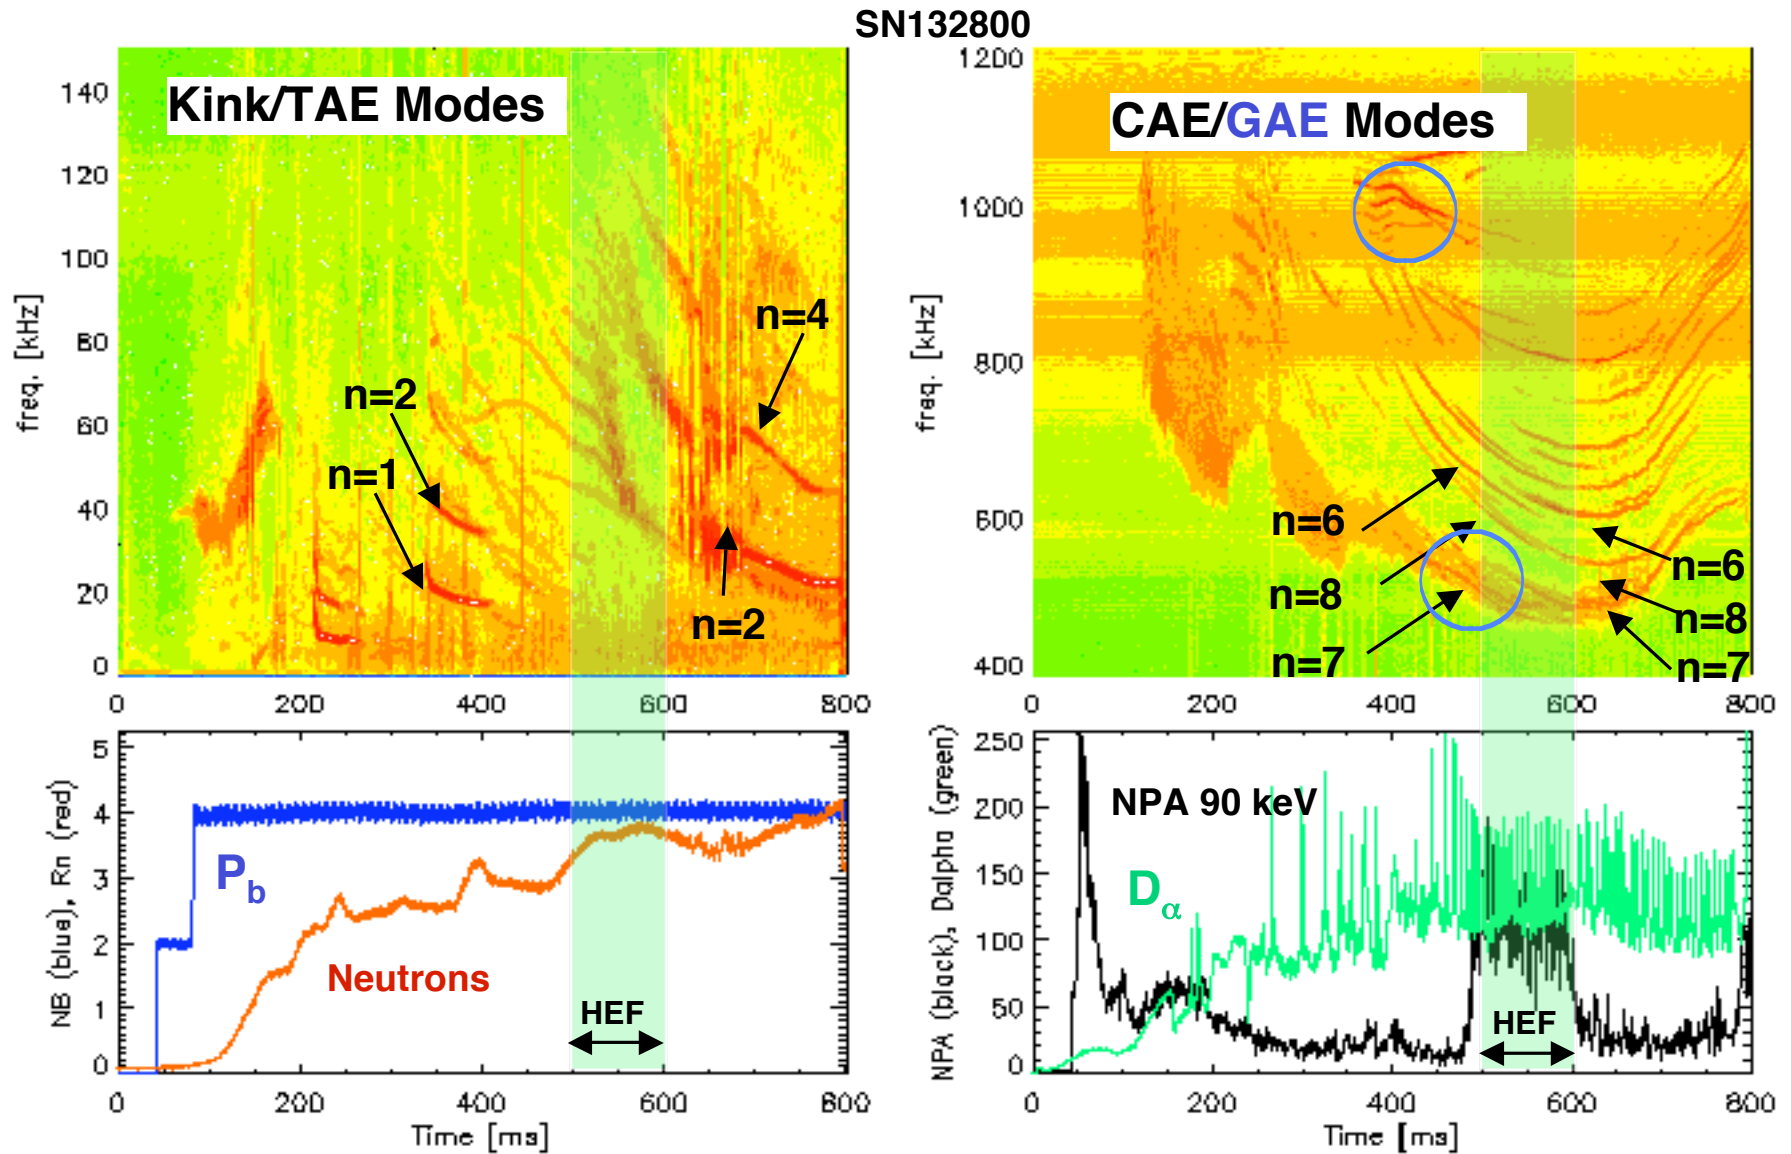 SN132800
Kink/TAE Modes
freq. [kHz]
140
120
100
80
60
40
20
0
n=2
n=1
n=4
n=2
0 200 400 600 800
CAE/GAE Modes
freq. [kHz]
1200
1000
800
600
400
n=6
n=8
n=7
n=6
n=8
n=7
0 200 400 600 800
NB (blue), Rn (red)
5
4
3
2
1
0
Pb
Neutrons
HEF
0 200 400 600 800
Time [ms]
NPA (black), Dalpha (green)
250
200
150
100
50
0
NPA 90 keV
Dα
HEF
0 200 400 600 800
Time [ms]